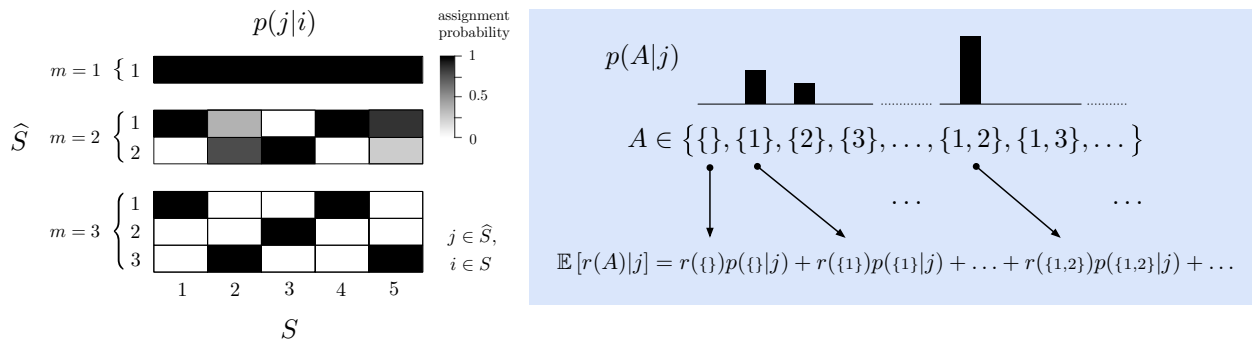 p(j|i)
assignment
probability
1
0.5
0
Ŝ
m = 1 { 1
m = 2 { 1
2
m = 3 { 1
2
3
j ∈ Ŝ,
i ∈ S
1 2 3 4 5
S
p(A|j)
A ∈ { {}, {1}, {2}, {3}, . . . , {1, 2}, {1, 3}, . . . }
. . . . . .
𝔼 [r(A)|j] = r({})p({}|j) + r({1})p({1}|j) + . . . + r({1,2})p({1,2}|j) + . . .